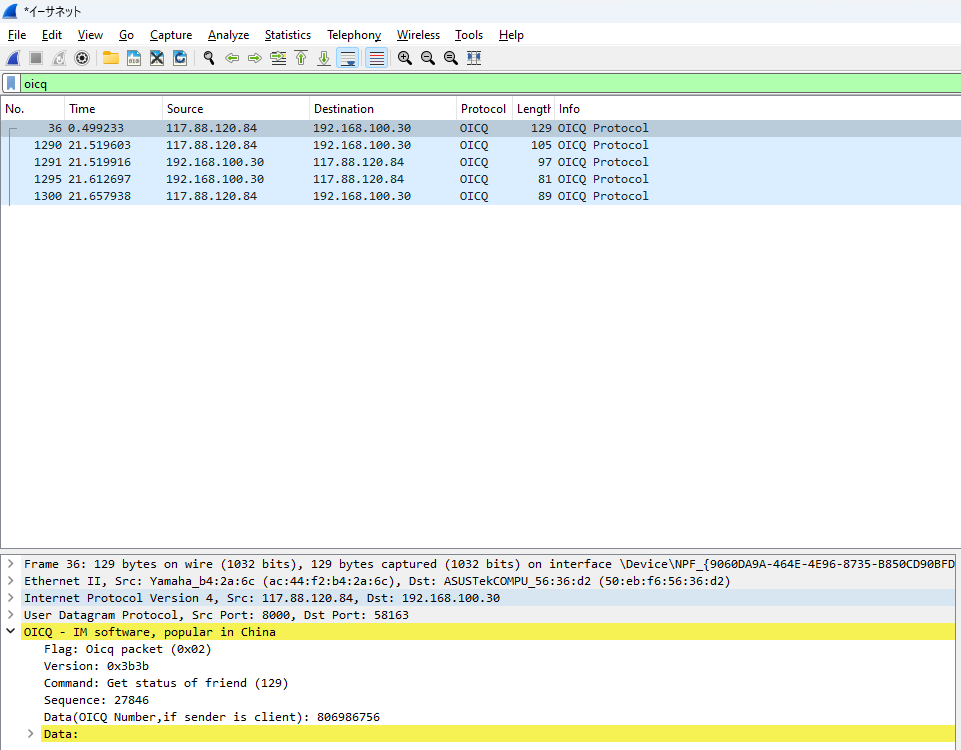 *イーサネット
File Edit View Go Capture Analyze Statistics Telephony Wireless Tools Help
oicq
No. Time Source Destination Protocol Length Info
36 0.499233 117.88.120.84 192.168.100.30 OICQ 129 OICQ Protocol
1290 21.519603 117.88.120.84 192.168.100.30 OICQ 105 OICQ Protocol
1291 21.519916 192.168.100.30 117.88.120.84 OICQ 97 OICQ Protocol
1295 21.612697 192.168.100.30 117.88.120.84 OICQ 81 OICQ Protocol
1300 21.657938 117.88.120.84 192.168.100.30 OICQ 89 OICQ Protocol
Frame 36: 129 bytes on wire (1032 bits), 129 bytes captured (1032 bits) on interface \Device\NPF_{9060DA9A-464E-4E96-8735-B850CD90BFD
Ethernet II, Src: Yamaha_b4:2a:6c (ac:44:f2:b4:2a:6c), Dst: ASUSTekCOMPU_56:36:d2 (50:eb:f6:56:36:d2)
Internet Protocol Version 4, Src: 117.88.120.84, Dst: 192.168.100.30
User Datagram Protocol, Src Port: 8000, Dst Port: 58163
OICQ - IM software, popular in China
Flag: Oicq packet (0x02)
Version: 0x3b3b
Command: Get status of friend (129)
Sequence: 27846
Data(OICQ Number,if sender is client): 806986756
Data: